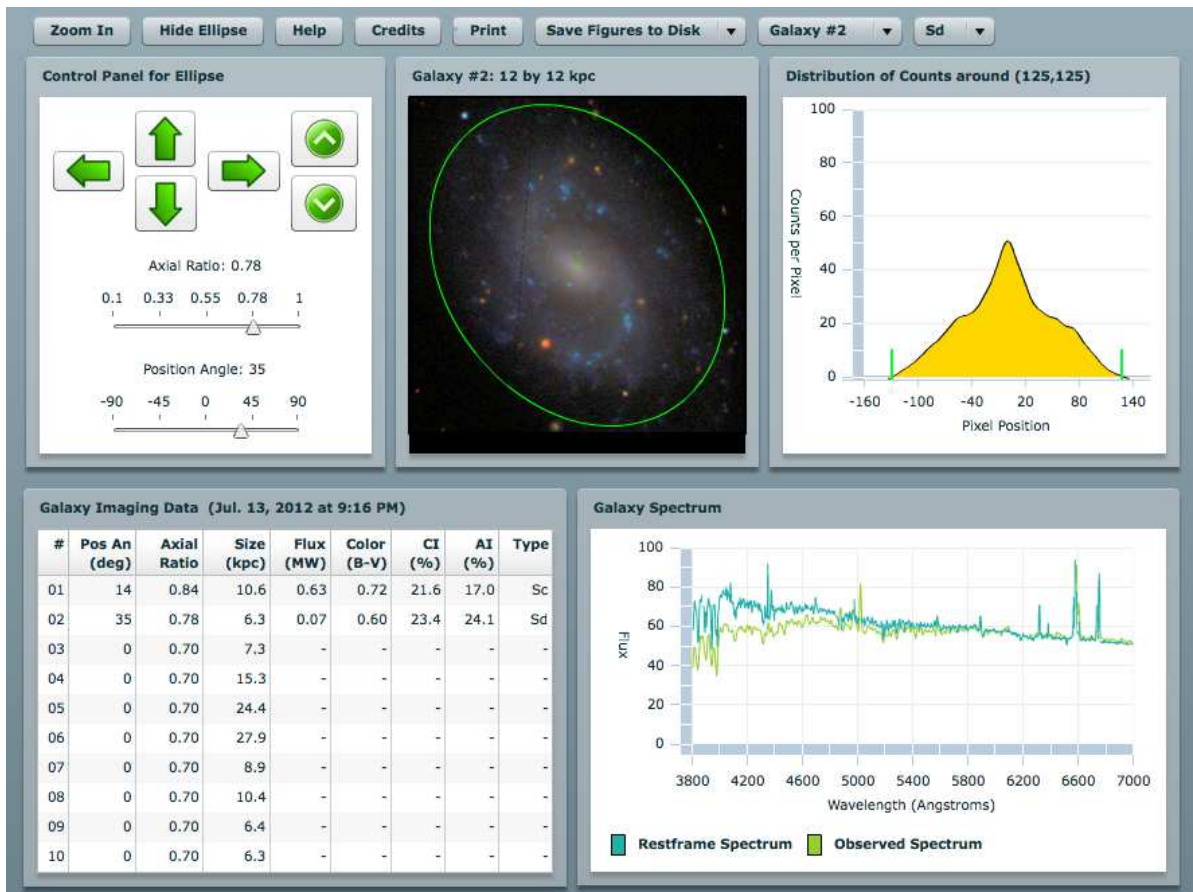 Zoom In Hide Ellipse Help Credits Print Save Figures to Disk Galaxy #2 Sd
Control Panel for Ellipse
Axial Ratio: 0.78
0.1 0.33 0.55 0.78 1
Position Angle: 35
-90 -45 0 45 90
Galaxy #2: 12 by 12 kpc
Distribution of Counts around (125,125)
100
80
60
40
20
0
Counts per Pixel
-160 -100 -40 20 80 140
Pixel Position
Galaxy Imaging Data (Jul. 13, 2012 at 9:16 PM)
# Pos An (deg) Axial Ratio Size (kpc) Flux (MW) Color (B-V) CI (%) AI (%) Type
01 14 0.84 10.6 0.63 0.72 21.6 17.0 Sc
02 35 0.78 6.3 0.07 0.60 23.4 24.1 Sd
03 0 0.70 7.3 - - - - -
04 0 0.70 15.3 - - - - -
05 0 0.70 24.4 - - - - -
06 0 0.70 27.9 - - - - -
07 0 0.70 8.9 - - - - -
08 0 0.70 10.4 - - - - -
09 0 0.70 6.4 - - - - -
10 0 0.70 6.3 - - - - -
Galaxy Spectrum
100
80
60
40
20
0
Flux
3800 4200 4600 5000 5400 5800 6200 6600 7000
Wavelength (Angstroms)
Restframe Spectrum Observed Spectrum